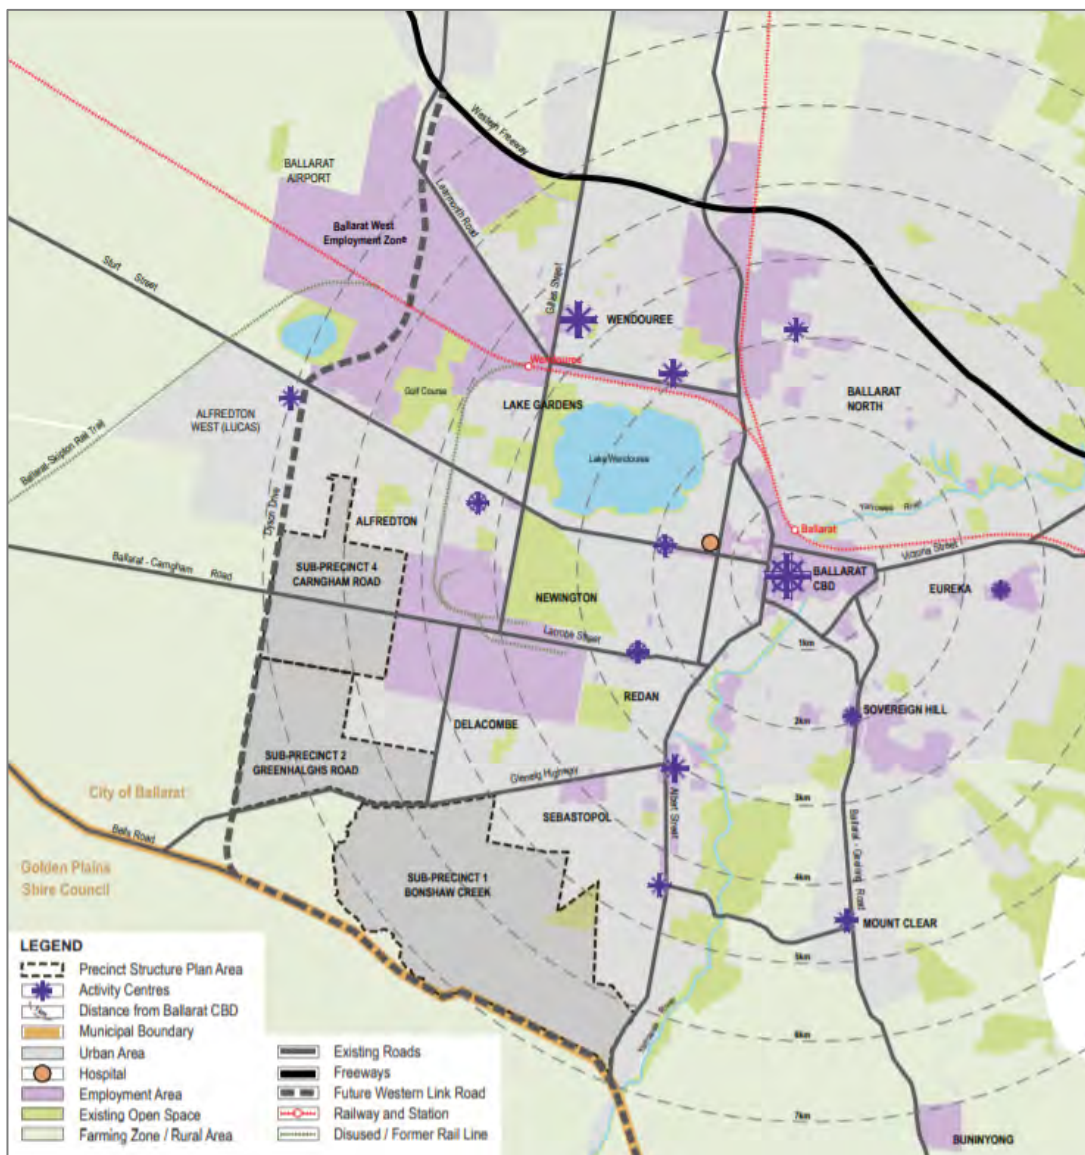 Western Freeway
BALLARAT
AIRPORT
Learmonth Road
Ballarat West
Employment Zone
Sturt Street
Gillies Street
WENDOUREE
Wendouree
BALLARAT
NORTH
Golf Course
LAKE GARDENS
ALFREDTON
WEST (LUCAS)
Ballarat-Skipton Rail Trail
Lake Wendouree
Yarrowee River
Dyson Drive
ALFREDTON
Ballarat
Victoria Street
Ballarat - Carngham Road
SUB-PRECINCT 4
CARNGHAM ROAD
BALLARAT
CBD
EUREKA
NEWINGTON
Latrobe Street
1km
REDAN
SOVEREIGN HILL
DELACOMBE
2km
SUB-PRECINCT 2
GREENHALGHS ROAD
Glenelg Highway
City of Ballarat
3km
SEBASTOPOL
Albert Street
Bells Road
Ballarat - Geelong Road
Golden Plains
Shire Council
SUB-PRECINCT 1
BONSHAW CREEK
4km
MOUNT CLEAR
5km
6km
7km
BUNINYONG
LEGEND
Precinct Structure Plan Area
Activity Centres
Distance from Ballarat CBD
Municipal Boundary
Urban Area
Hospital
Employment Area
Existing Open Space
Farming Zone / Rural Area
Existing Roads
Freeways
Future Western Link Road
Railway and Station
Disused / Former Rail Line